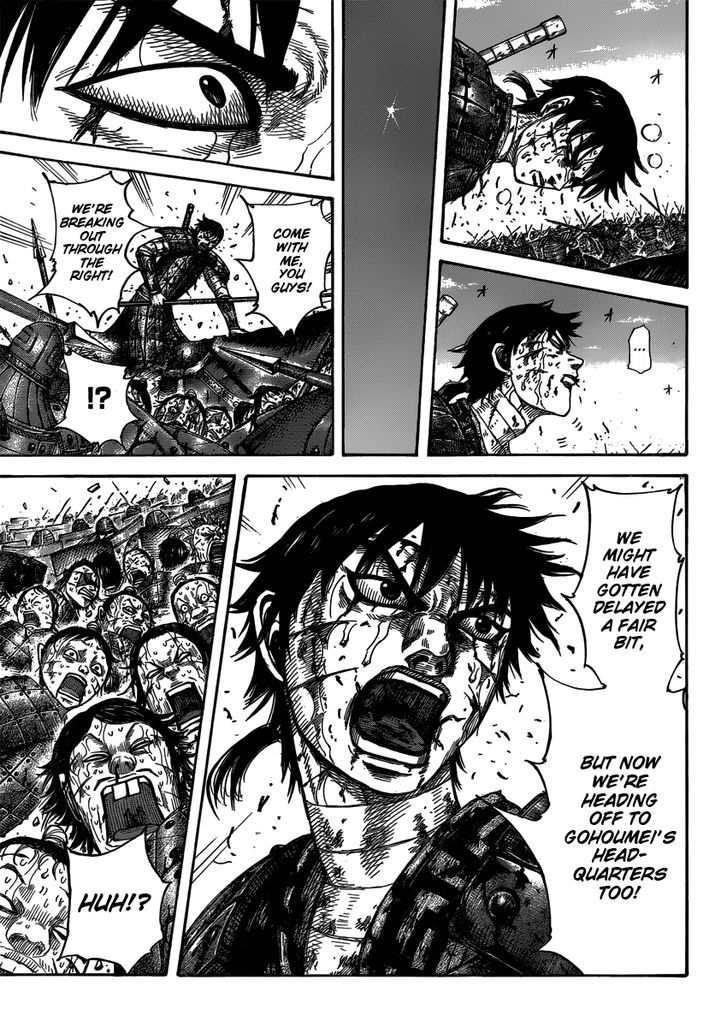 ...
COME
WITH
ME,
YOU
GUYS!
WE'RE
BREAKING
OUT
THROUGH
THE
RIGHT!
!?
WE
MIGHT
HAVE
GOTTEN
DELAYED
A FAIR
BIT,
BUT NOW
WE'RE
HEADING
OFF TO
GOHOUMEI'S
HEAD-
QUARTERS
TOO!
HUH!?